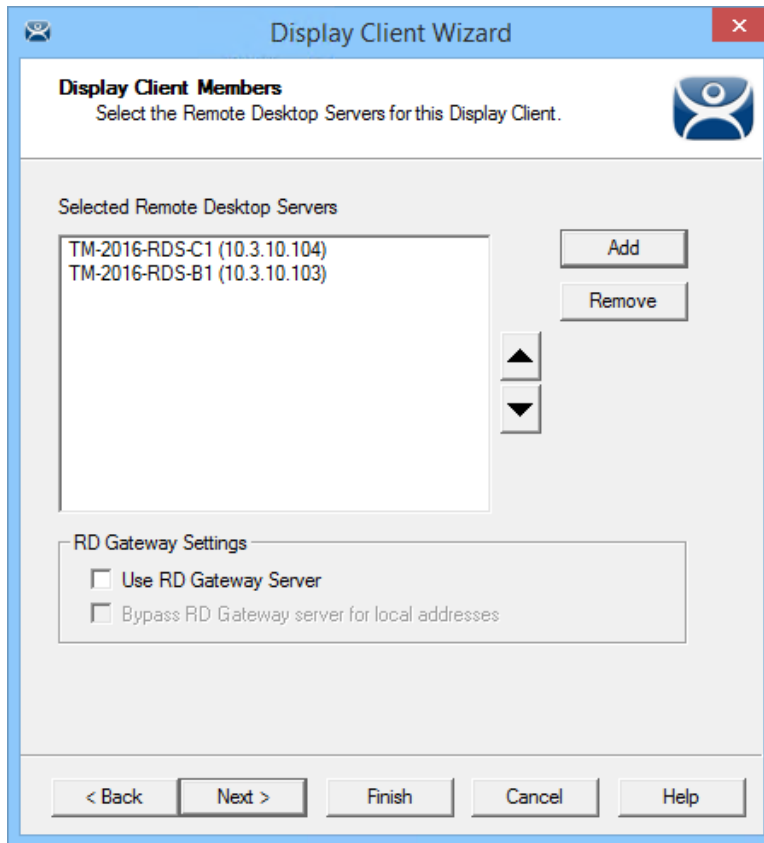 Display Client Wizard
Display Client Members
Select the Remote Desktop Servers for this Display Client.
Selected Remote Desktop Servers
TM-2016-RDS-C1 (10.3.10.104)
TM-2016-RDS-B1 (10.3.10.103)
Add
Remove
RD Gateway Settings
Use RD Gateway Server
Bypass RD Gateway server for local addresses
< Back Next > Finish Cancel Help